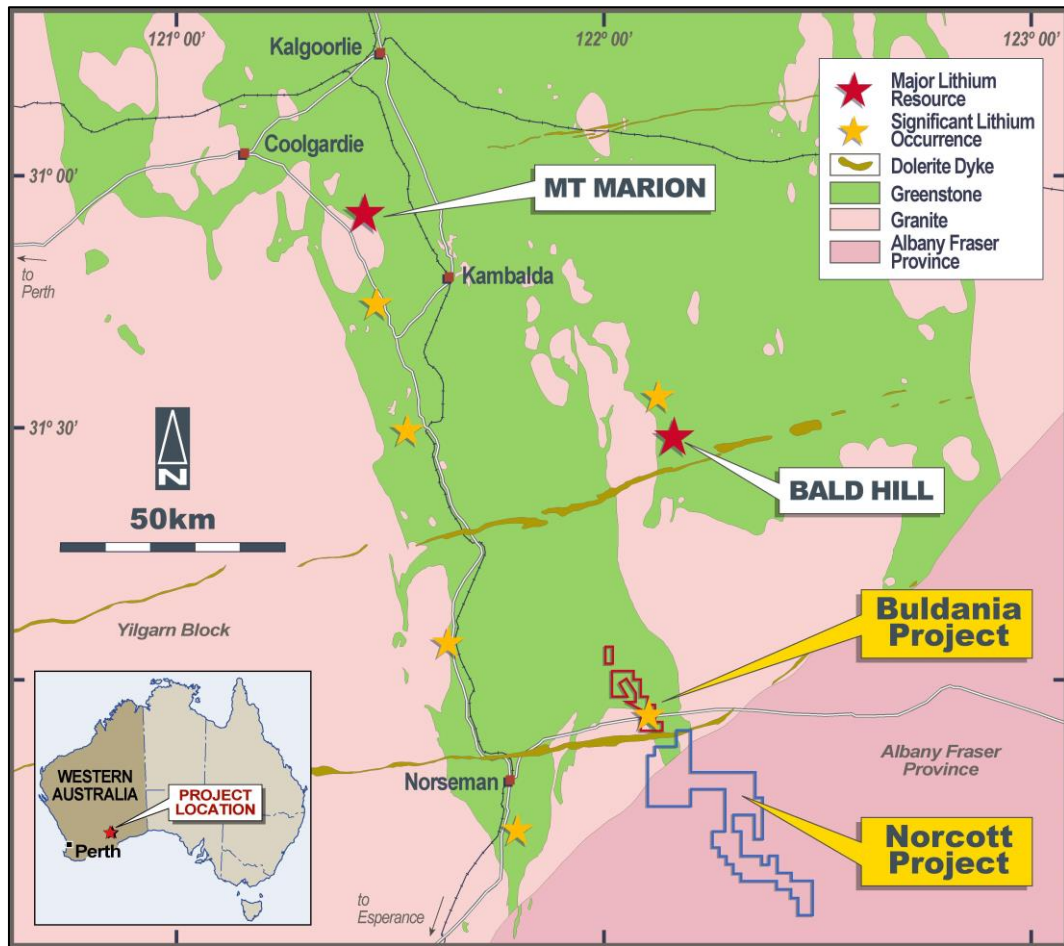 121° 00'
122° 00'
123° 00'
Kalgoorlie
Coolgardie
31° 00'
MT MARION
to
Perth
Kambalda
Major Lithium
Resource
Significant Lithium
Occurrence
Dolerite Dyke
Greenstone
Granite
Albany Fraser
Province
31° 30'
N
50km
BALD HILL
Yilgarn Block
Buldania
Project
Norseman
Albany Fraser
Province
Norcott
Project
to
Esperance
WESTERN
AUSTRALIA
PROJECT
LOCATION
Perth